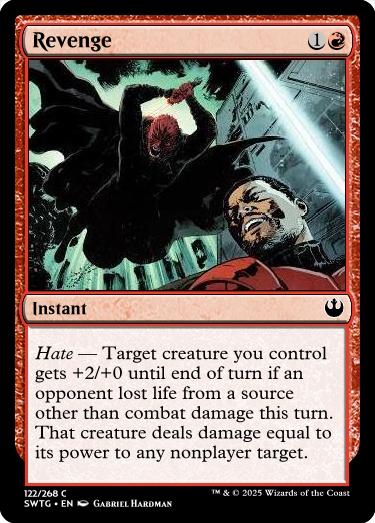 Revenge 1
Instant
Hate — Target creature you control
gets +2/+0 until end of turn if an
opponent lost life from a source
other than combat damage this turn.
That creature deals damage equal to
its power to any nonplayer target.
122/268 C
SWTG • EN Gabriel Hardman
™ & © 2025 Wizards of the Coast